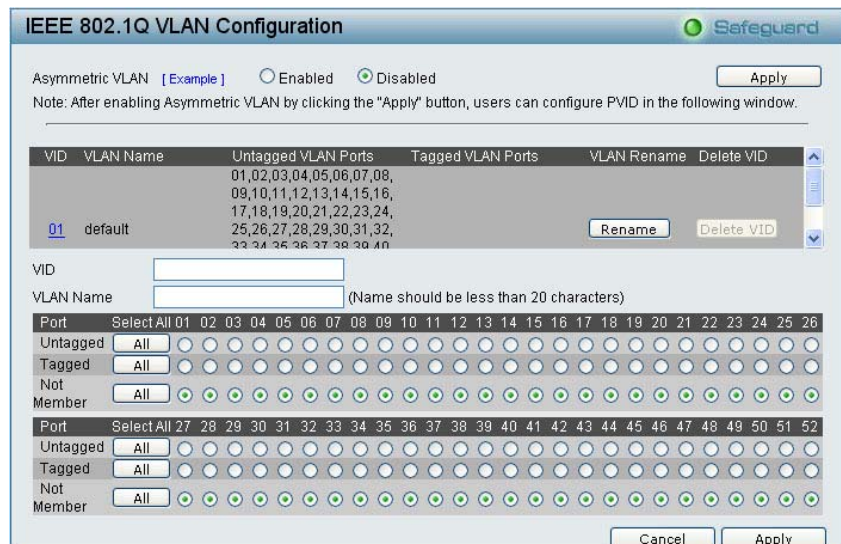 IEEE 802.1Q VLAN Configuration
Safeguard
Asymmetric VLAN [ Example ] Enabled Disabled Apply
Note: After enabling Asymmetric VLAN by clicking the "Apply" button, users can configure PVID in the following window.
VID VLAN Name Untagged VLAN Ports Tagged VLAN Ports VLAN Rename Delete VID
01,02,03,04,05,06,07,08,
09,10,11,12,13,14,15,16,
17,18,19,20,21,22,23,24,
01 default 25,26,27,28,29,30,31,32, Rename Delete VID
33,34,35,36,37,38,39,40,
VID
VLAN Name (Name should be less than 20 characters)
Port Select All 01 02 03 04 05 06 07 08 09 10 11 12 13 14 15 16 17 18 19 20 21 22 23 24 25 26
Untagged All
Tagged All
Not
Member All
Port Select All 27 28 29 30 31 32 33 34 35 36 37 38 39 40 41 42 43 44 45 46 47 48 49 50 51 52
Untagged All
Tagged All
Not
Member All
Cancel Apply